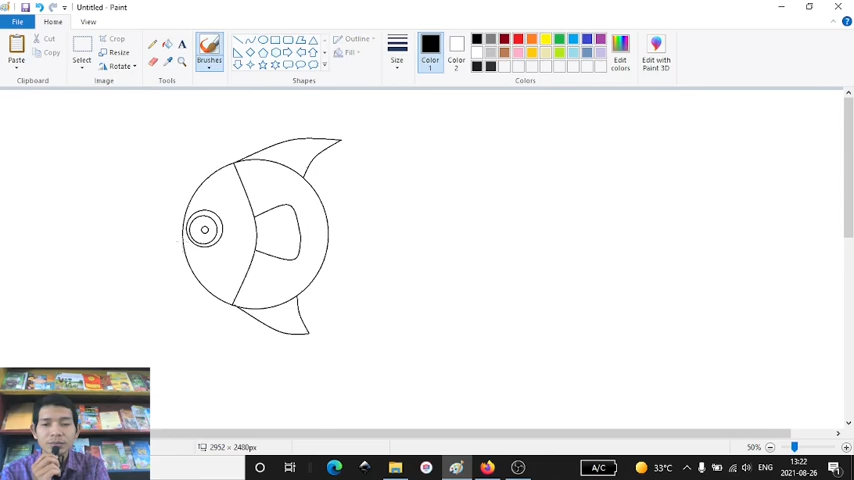 Untitled - Paint
File Home View
Paste
Cut
Copy
Clipboard
Select
Crop
Resize
Rotate
Image
A
Tools
Brushes
Outline
Fill
Shapes
Size
Color 1
Color 2
Colors
Edit colors
Edit with Paint 3D
2952 × 2480px
50%
A/C
33°C
ENG
13:22
2021-08-26